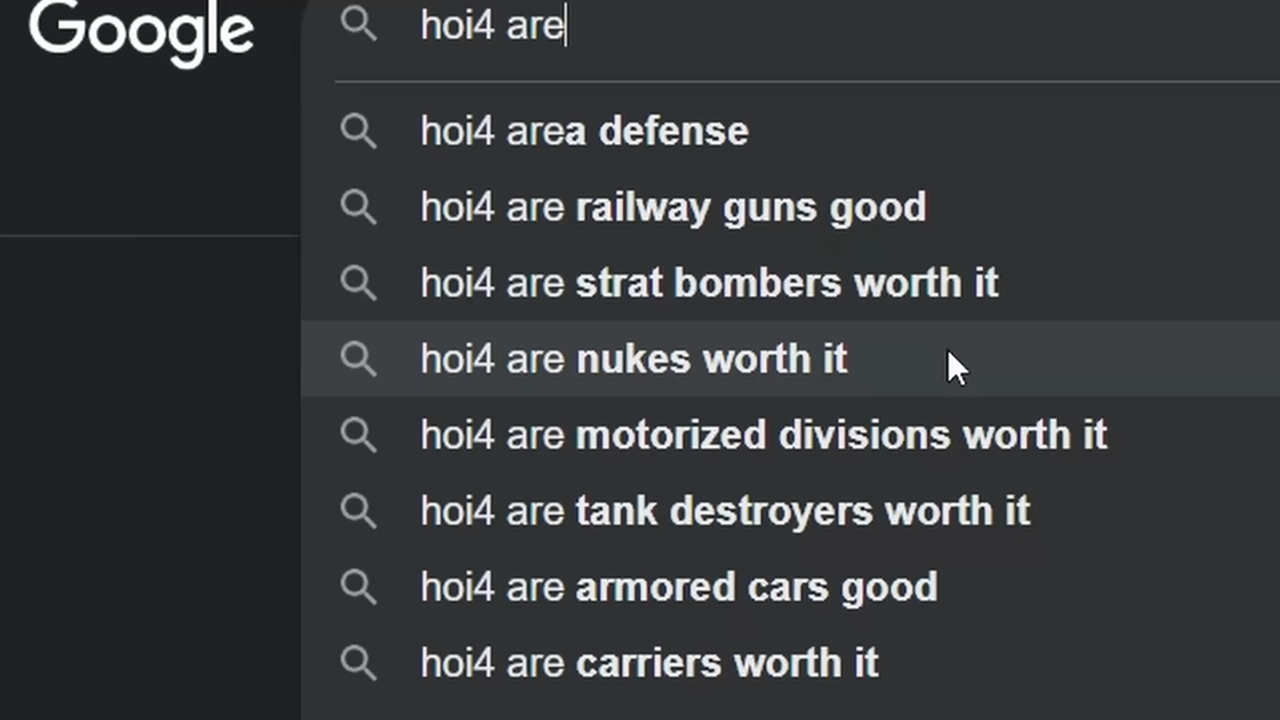 Google
hoi4 are
hoi4 area defense
hoi4 are railway guns good
hoi4 are strat bombers worth it
hoi4 are nukes worth it
hoi4 are motorized divisions worth it
hoi4 are tank destroyers worth it
hoi4 are armored cars good
hoi4 are carriers worth it